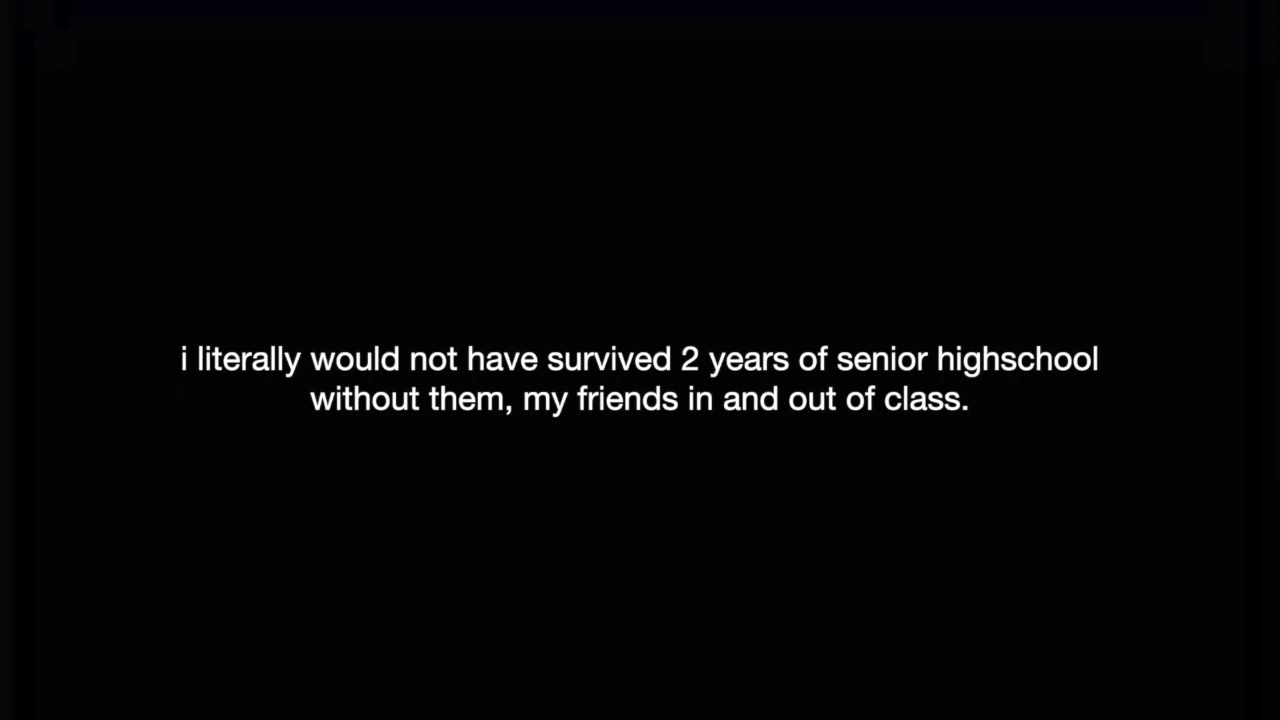 i literally would not have survived 2 years of senior highschool
without them, my friends in and out of class.